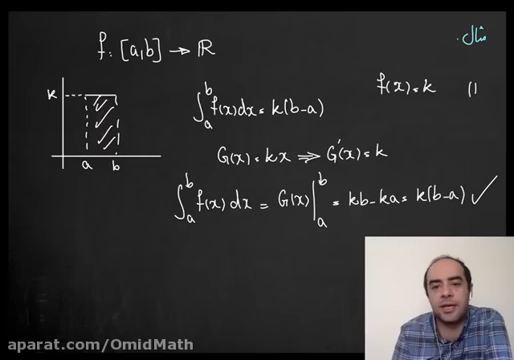 مثال.
f: [a,b] → ℝ
1) f(x) = k
∫_a^b f(x)dx = k(b-a)
k
a b
G(x) = kx ⟹ G'(x) = k
∫_a^b f(x)dx = G(x)|_a^b = kb-ka = k(b-a) ✓
aparat.com/OmidMath